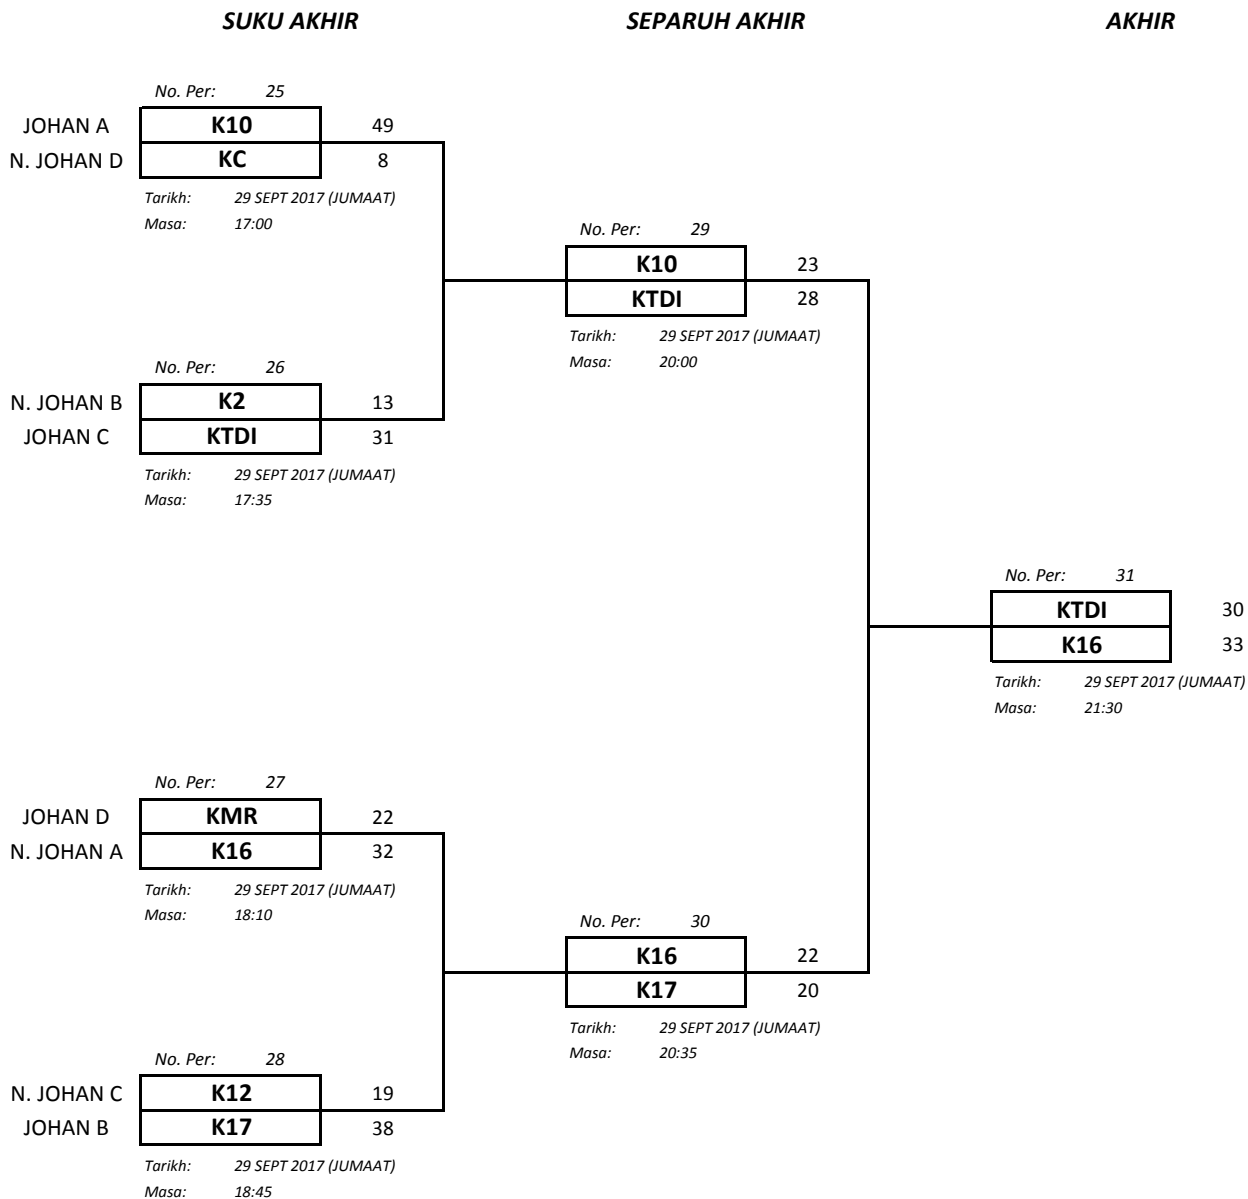 SUKU AKHIR SEPARUH AKHIR AKHIR
No. Per: 25
JOHAN A K10 49
N. JOHAN D KC 8
Tarikh: 29 SEPT 2017 (JUMAAT)
Masa: 17:00
No. Per: 29
K10 23
KTDI 28
Tarikh: 29 SEPT 2017 (JUMAAT)
Masa: 20:00
No. Per: 26
N. JOHAN B K2 13
JOHAN C KTDI 31
Tarikh: 29 SEPT 2017 (JUMAAT)
Masa: 17:35
No. Per: 31
KTDI 30
K16 33
Tarikh: 29 SEPT 2017 (JUMAAT)
Masa: 21:30
No. Per: 27
JOHAN D KMR 22
N. JOHAN A K16 32
Tarikh: 29 SEPT 2017 (JUMAAT)
Masa: 18:10
No. Per: 30
K16 22
K17 20
Tarikh: 29 SEPT 2017 (JUMAAT)
Masa: 20:35
No. Per: 28
N. JOHAN C K12 19
JOHAN B K17 38
Tarikh: 29 SEPT 2017 (JUMAAT)
Masa: 18:45